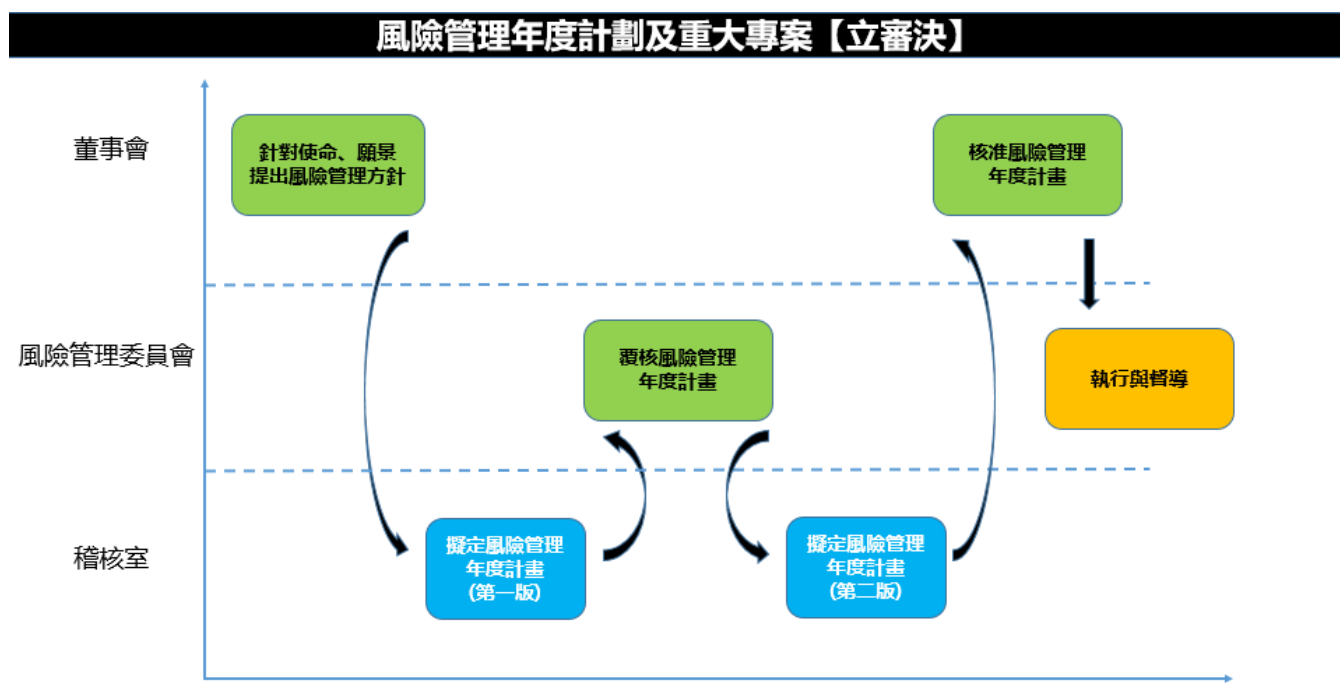 風險管理年度計劃及重大專案【立審決】
董事會
針對使命、願景
提出風險管理方針
核准風險管理
年度計畫
風險管理委員會
覆核風險管理
年度計畫
執行與督導
稽核室
擬定風險管理
年度計畫
(第一版)
擬定風險管理
年度計畫
(第二版)